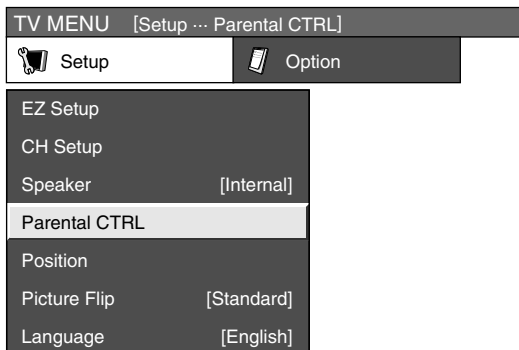 TV MENU [Setup ··· Parental CTRL]
Setup Option
EZ Setup
CH Setup
Speaker [Internal]
Parental CTRL
Position
Picture Flip [Standard]
Language [English]